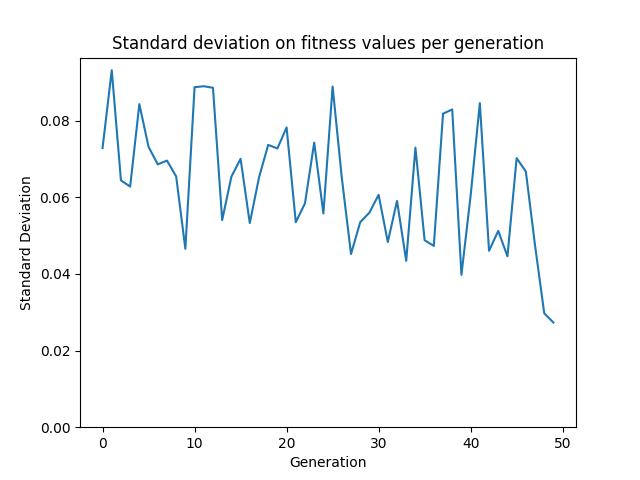 Standard deviation on fitness values per generation
Standard Deviation
0.08
0.06
0.04
0.02
0.00
0 10 20 30 40 50
Generation